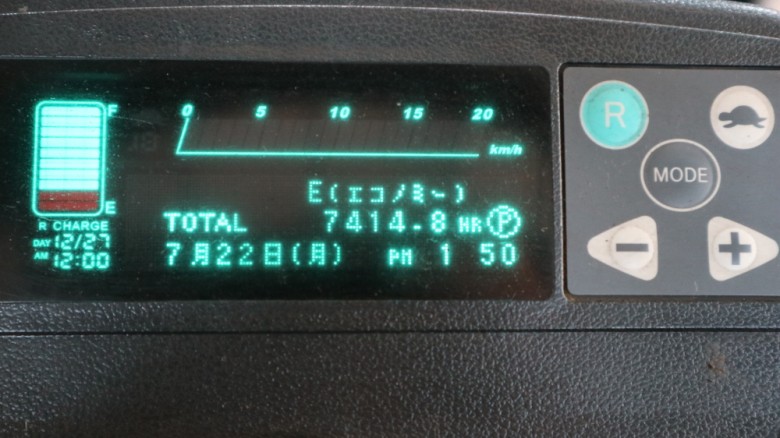 F
E
R CHARGE
DAY 12/27
AM 12:00
0 5 10 15 20
km/h
E(エコノミー)
TOTAL 7414.8 HR Ⓟ
7月22日(月) PM 1 50
R
MODE